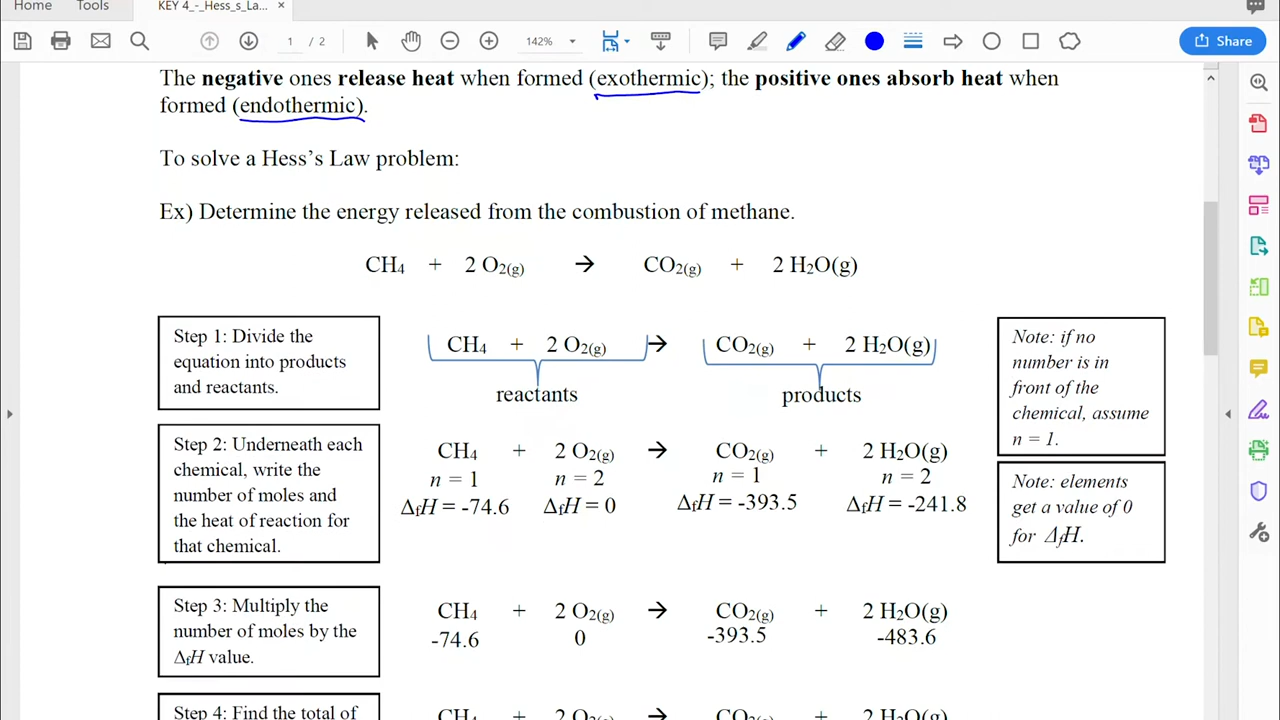 Home Tools KEY 4_-_Hess_s_La... ×
1 / 2 142% Share
The negative ones release heat when formed (exothermic); the positive ones absorb heat when
formed (endothermic).
To solve a Hess’s Law problem:
Ex) Determine the energy released from the combustion of methane.
CH4 + 2 O2(g) → CO2(g) + 2 H2O(g)
Step 1: Divide the
equation into products
and reactants.
CH4 + 2 O2(g) → CO2(g) + 2 H2O(g)
reactants products
Note: if no
number is in
front of the
chemical, assume
n = 1.
Step 2: Underneath each
chemical, write the
number of moles and
the heat of reaction for
that chemical.
CH4 + 2 O2(g) → CO2(g) + 2 H2O(g)
n = 1 n = 2 n = 1 n = 2
ΔfH = -74.6 ΔfH = 0 ΔfH = -393.5 ΔfH = -241.8
Note: elements
get a value of 0
for ΔfH.
Step 3: Multiply the
number of moles by the
ΔfH value.
CH4 + 2 O2(g) → CO2(g) + 2 H2O(g)
-74.6 0 -393.5 -483.6
Step 4: Find the total of
CH4 + 2 O2(g) → CO2(g) + 2 H2O(g)